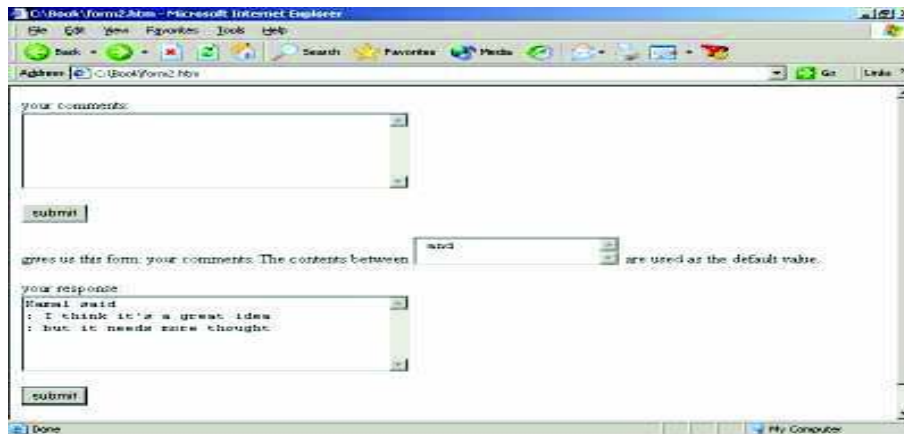 C:\Book\form2.htm - Microsoft Internet Explorer
File Edit View Favorites Tools Help
Back Search Favorites Media
Address C:\Book\form2.htm Go Links
your comments:
submit
and
gives us this form: your comments: The contents between are used as the default value.
your response:
Kamal said
: I think it's a great idea
: but it needs more thought
submit
Done My Computer